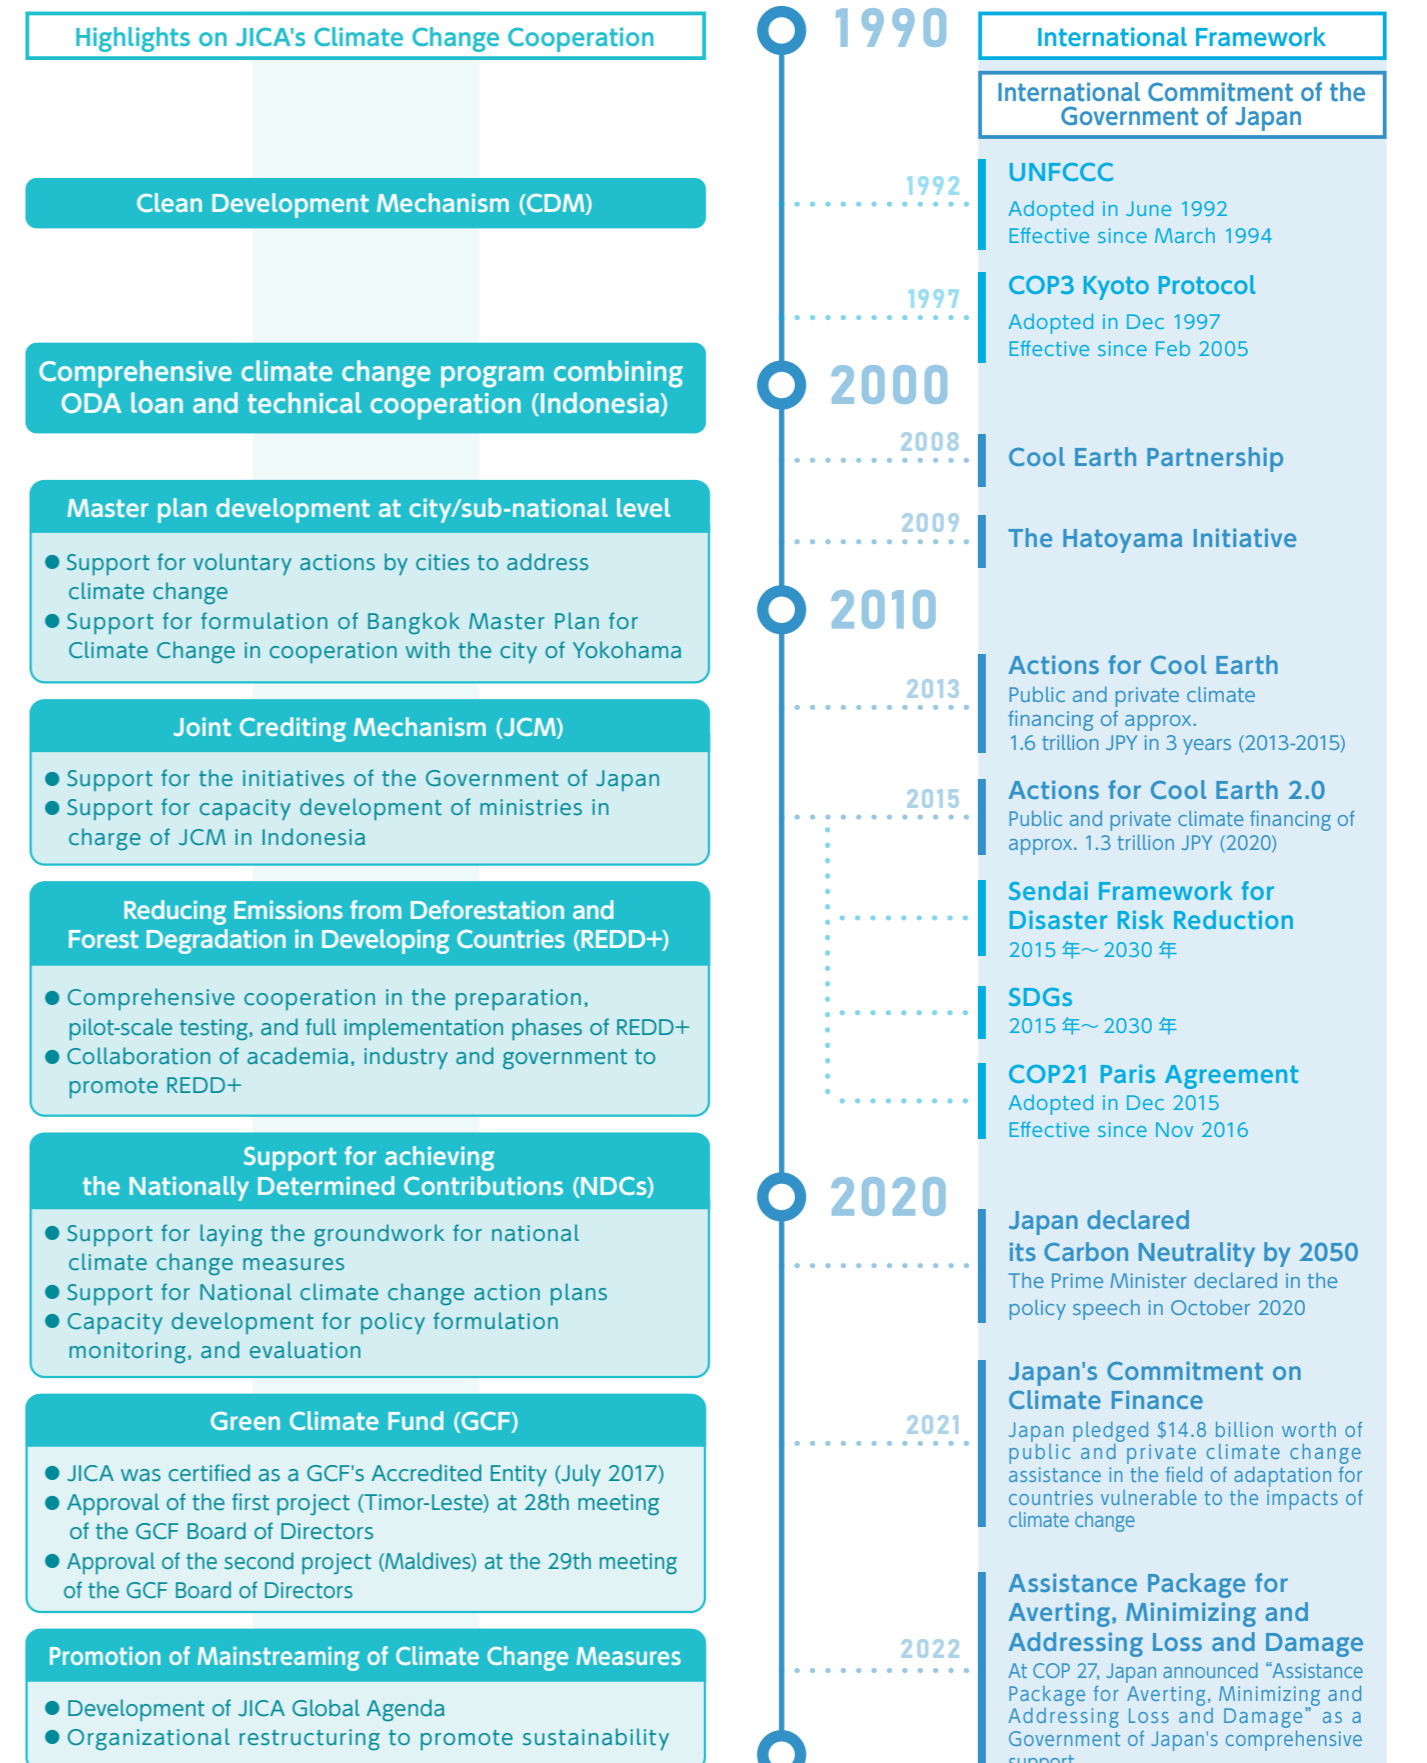 Highlights on JICA's Climate Change Cooperation
Clean Development Mechanism (CDM)
Comprehensive climate change program combining
ODA loan and technical cooperation (Indonesia)
Master plan development at city/sub-national level
● Support for voluntary actions by cities to address
climate change
● Support for formulation of Bangkok Master Plan for
Climate Change in cooperation with the city of Yokohama
Joint Crediting Mechanism (JCM)
● Support for the initiatives of the Government of Japan
● Support for capacity development of ministries in
charge of JCM in Indonesia
Reducing Emissions from Deforestation and
Forest Degradation in Developing Countries (REDD+)
● Comprehensive cooperation in the preparation,
pilot-scale testing, and full implementation phases of REDD+
● Collaboration of academia, industry and government to
promote REDD+
Support for achieving
the Nationally Determined Contributions (NDCs)
● Support for laying the groundwork for national
climate change measures
● Support for National climate change action plans
● Capacity development for policy formulation
monitoring, and evaluation
Green Climate Fund (GCF)
● JICA was certified as a GCF's Accredited Entity (July 2017)
● Approval of the first project (Timor-Leste) at 28th meeting
of the GCF Board of Directors
● Approval of the second project (Maldives) at the 29th meeting
of the GCF Board of Directors
Promotion of Mainstreaming of Climate Change Measures
● Development of JICA Global Agenda
● Organizational restructuring to promote sustainability
1990
International Framework
International Commitment of the
Government of Japan
1992
UNFCCC
Adopted in June 1992
Effective since March 1994
1997
COP3 Kyoto Protocol
Adopted in Dec 1997
Effective since Feb 2005
2000
2008
Cool Earth Partnership
2009
The Hatoyama Initiative
2010
2013
Actions for Cool Earth
Public and private climate
financing of approx.
1.6 trillion JPY in 3 years (2013-2015)
2015
Actions for Cool Earth 2.0
Public and private climate financing of
approx. 1.3 trillion JPY (2020)
Sendai Framework for
Disaster Risk Reduction
2015 年～ 2030 年
SDGs
2015 年～ 2030 年
COP21 Paris Agreement
Adopted in Dec 2015
Effective since Nov 2016
2020
Japan declared
its Carbon Neutrality by 2050
The Prime Minister declared in the
policy speech in October 2020
2021
Japan's Commitment on
Climate Finance
Japan pledged $14.8 billion worth of
public and private climate change
assistance in the field of adaptation for
countries vulnerable to the impacts of
climate change
2022
Assistance Package for
Averting, Minimizing and
Addressing Loss and Damage
At COP 27, Japan announced “Assistance
Package for Averting, Minimizing and
Addressing Loss and Damage” as a
Government of Japan's comprehensive
support